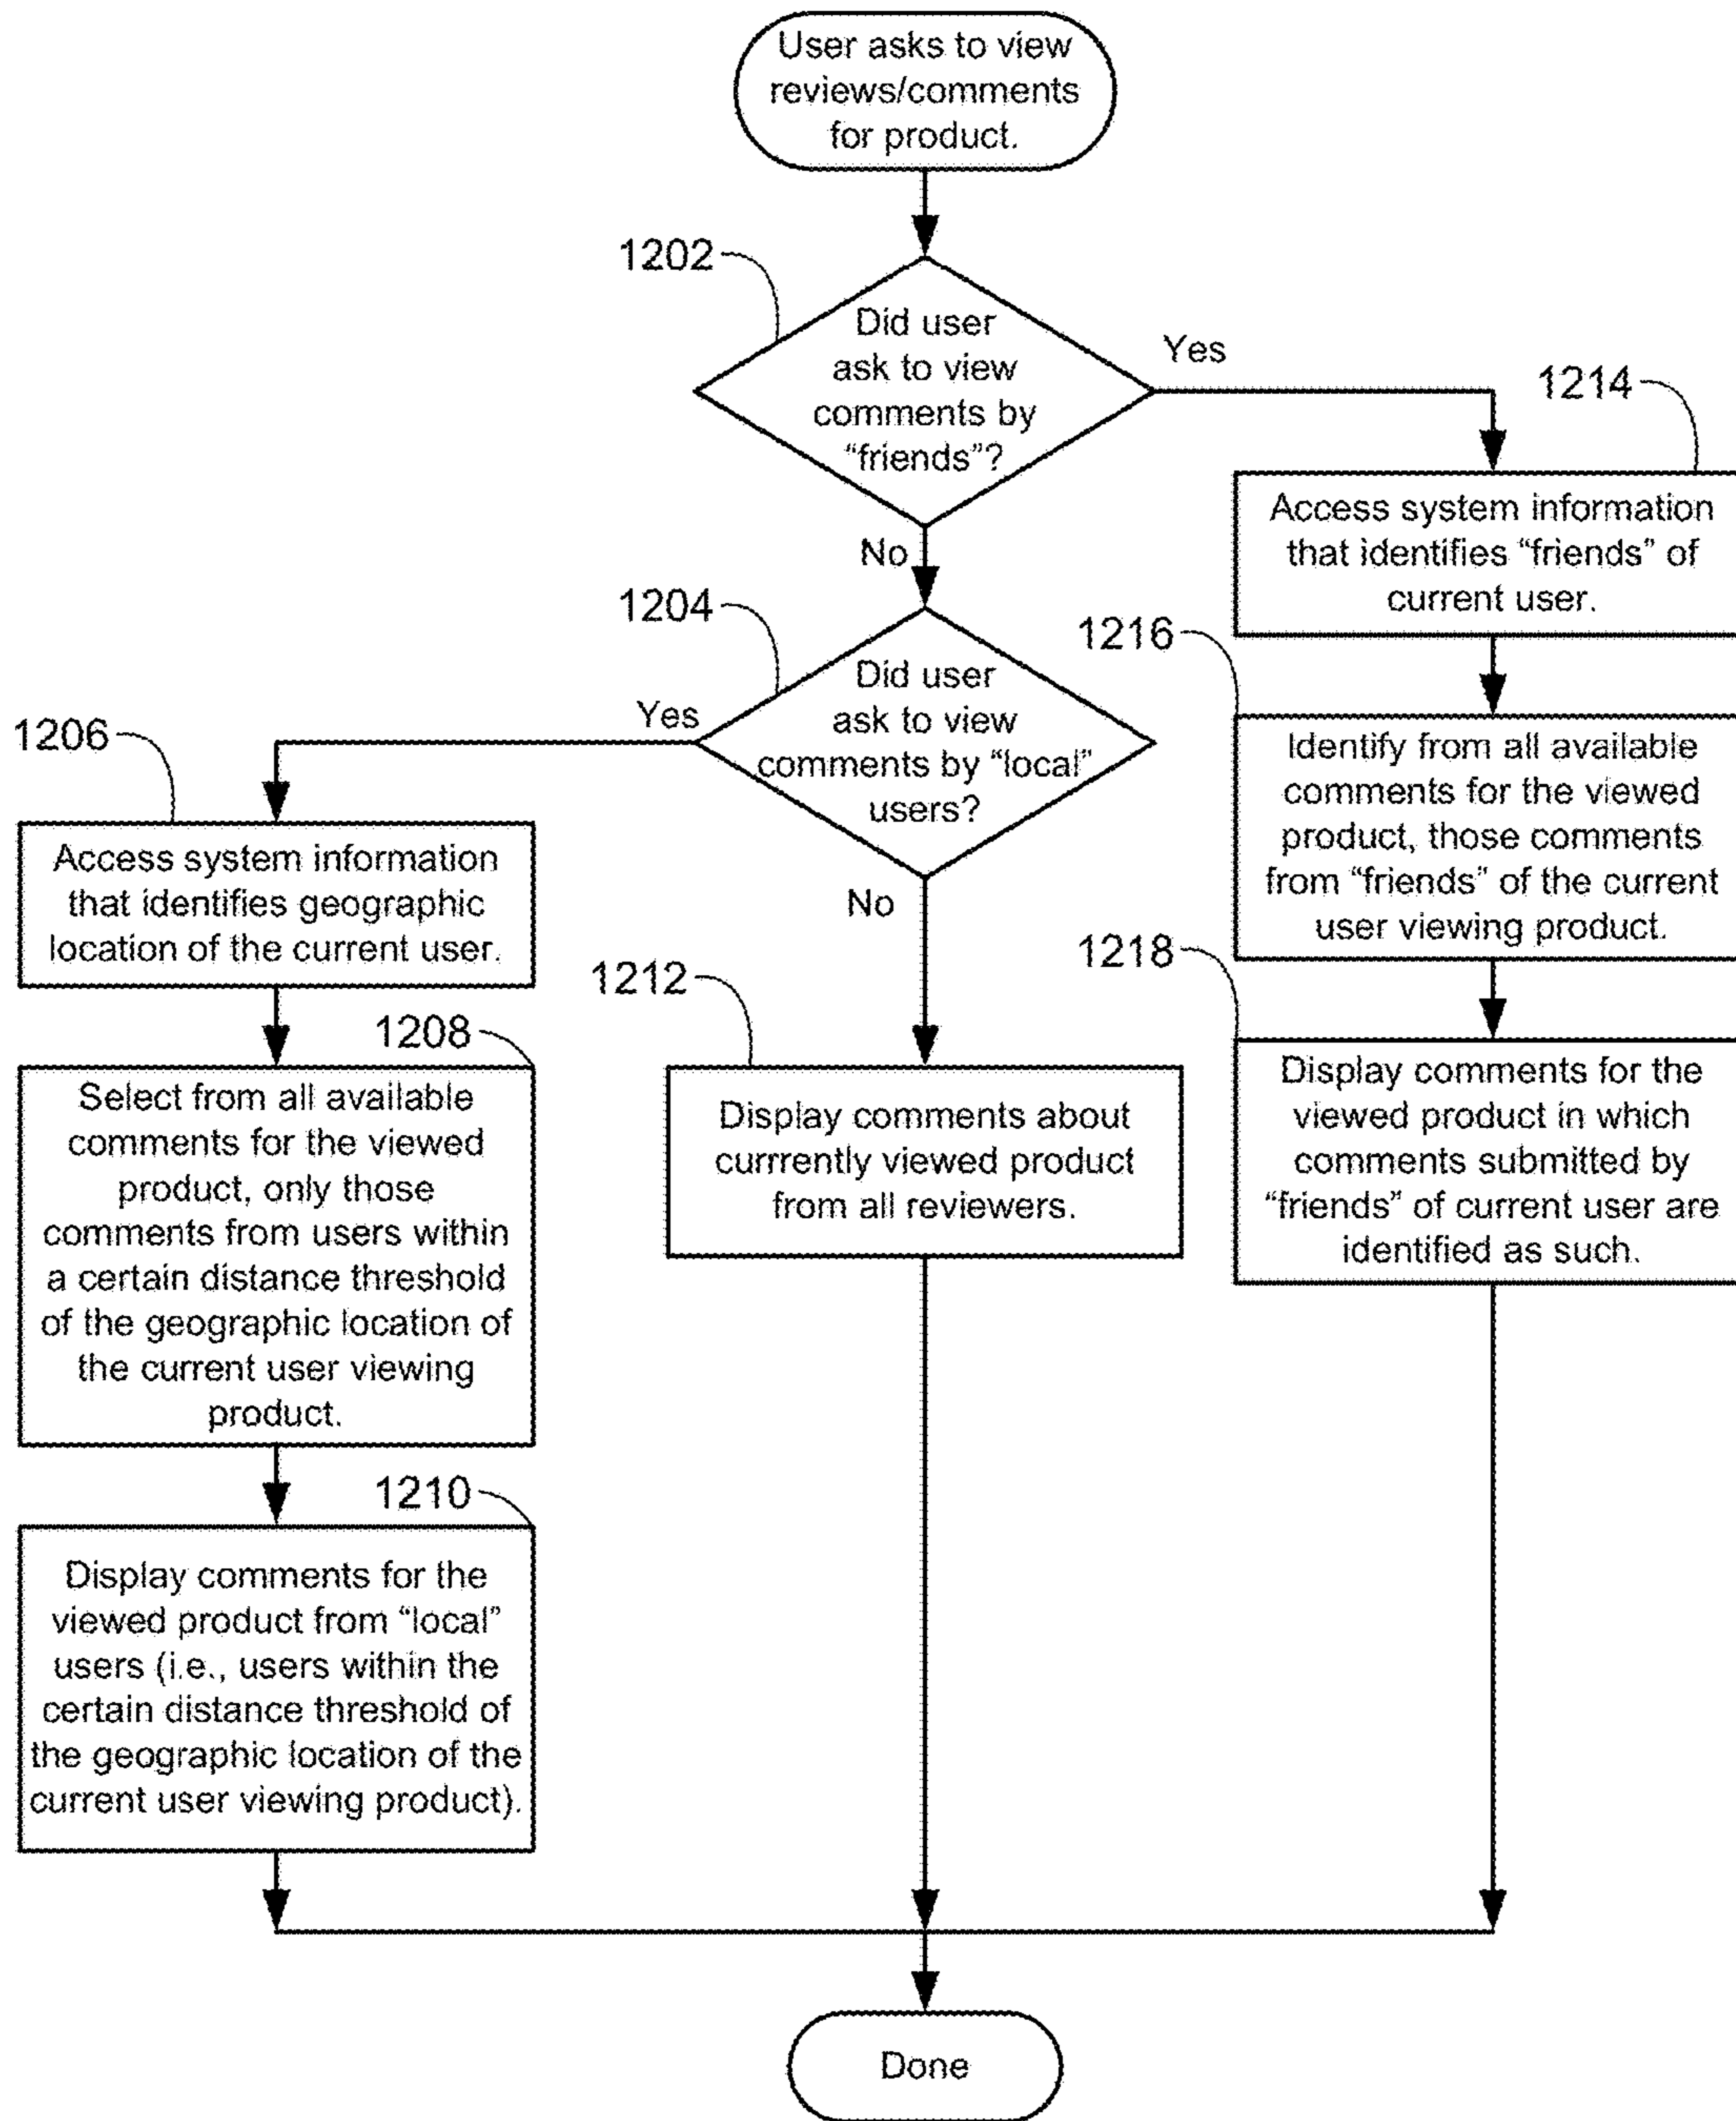 User asks to view
reviews/comments
for product.
1202
Did user
ask to view
comments by
“friends”?
Yes
No
1214
Access system information
that identifies “friends” of
current user.
1204
Did user
ask to view
comments by “local”
users?
Yes
No
1216
Identify from all available
comments for the viewed
product, those comments
from “friends” of the current
user viewing product.
1206
Access system information
that identifies geographic
location of the current user.
1218
Display comments for the
viewed product in which
comments submitted by
“friends” of current user are
identified as such.
1212
Display comments about
currrently viewed product
from all reviewers.
1208
Select from all available
comments for the viewed
product, only those
comments from users within
a certain distance threshold
of the geographic location of
the current user viewing
product.
1210
Display comments for the
viewed product from “local”
users (i.e., users within the
certain distance threshold of
the geographic location of the
current user viewing product).
Done